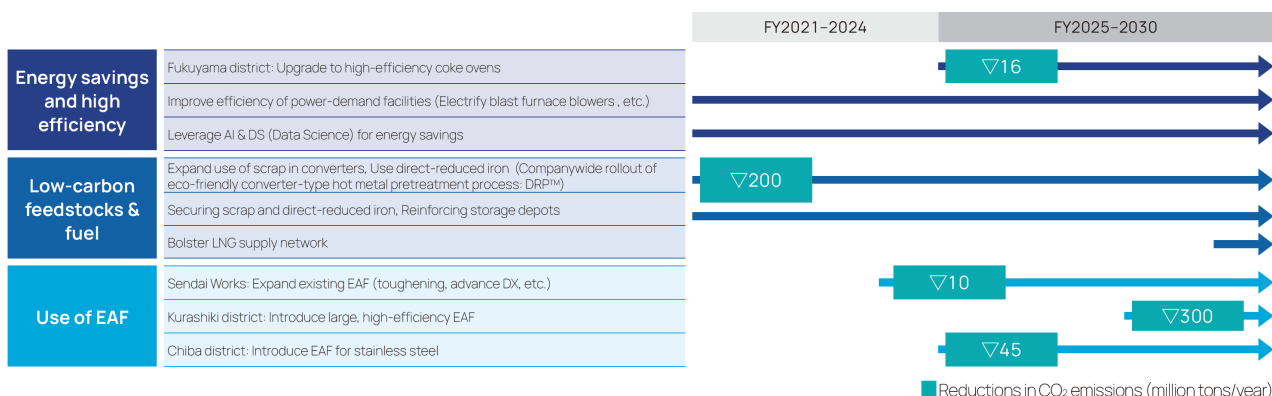 FY2021–2024
FY2025–2030
Energy savings
and high
efficiency
Fukuyama district: Upgrade to high-efficiency coke ovens
▽16
Improve efficiency of power-demand facilities (Electrify blast furnace blowers , etc.)
Leverage AI & DS (Data Science) for energy savings
Low-carbon
feedstocks &
fuel
Expand use of scrap in converters, Use direct-reduced iron (Companywide rollout of
eco-friendly converter-type hot metal pretreatment process: DRP™)
▽200
Securing scrap and direct-reduced iron, Reinforcing storage depots
Bolster LNG supply network
Use of EAF
Sendai Works: Expand existing EAF (toughening, advance DX, etc.)
▽10
Kurashiki district: Introduce large, high-efficiency EAF
▽300
Chiba district: Introduce EAF for stainless steel
▽45
Reductions in CO₂ emissions (million tons/year)